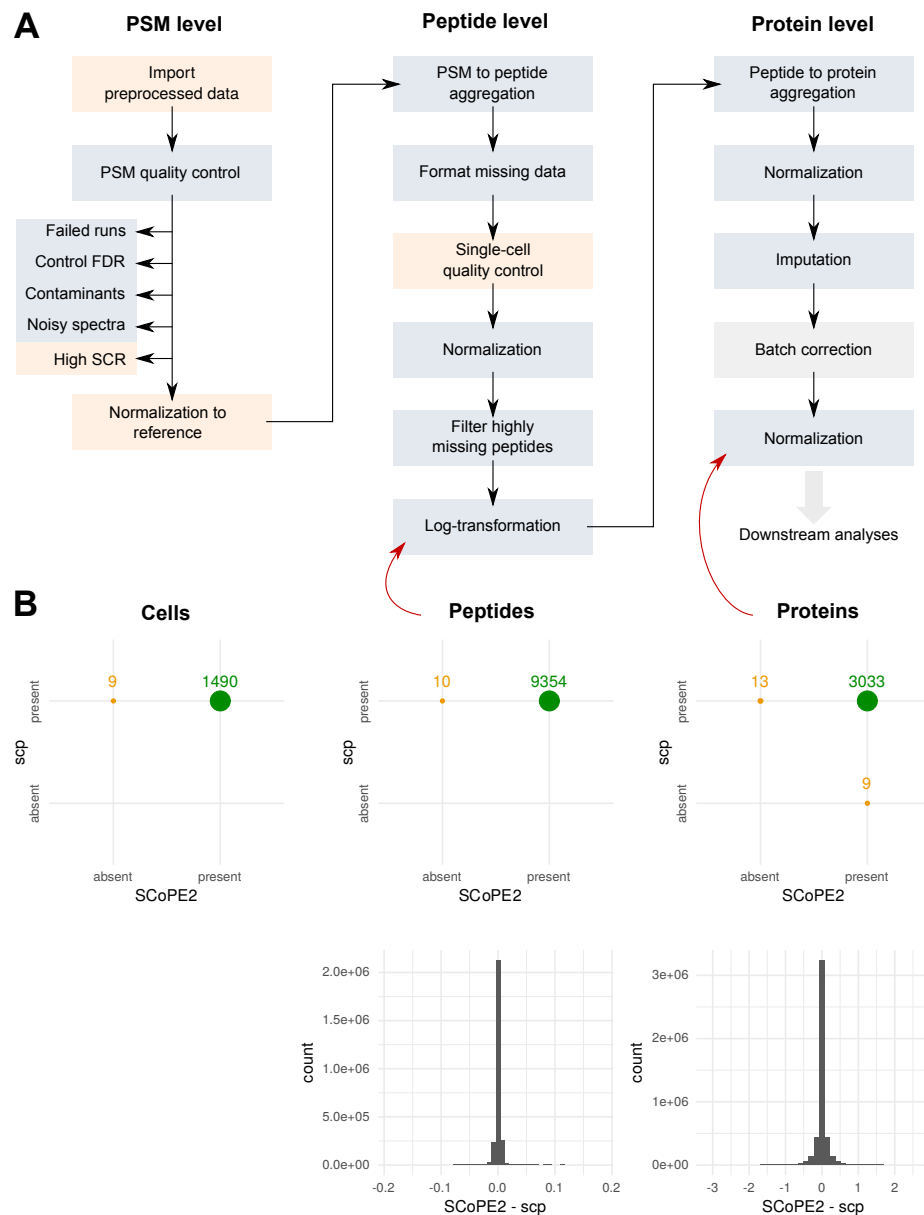 A
PSM level
Import
preprocessed data
PSM quality control
Failed runs
Control FDR
Contaminants
Noisy spectra
High SCR
Normalization to
reference
Peptide level
PSM to peptide
aggregation
Format missing data
Single-cell
quality control
Normalization
Filter highly
missing peptides
Log-transformation
Protein level
Peptide to protein
aggregation
Normalization
Imputation
Batch correction
Normalization
Downstream analyses
B
Cells
9
1490
present
absent
scp
absent
present
SCoPE2
Peptides
10
9354
present
absent
scp
absent
present
SCoPE2
Proteins
13
3033
9
present
absent
scp
absent
present
SCoPE2
2.0e+06
1.5e+06
1.0e+06
5.0e+05
0.0e+00
count
-0.2
-0.1
0.0
0.1
0.2
SCoPE2 - scp
3e+06
2e+06
1e+06
0e+00
count
-3
-2
-1
0
1
2
SCoPE2 - scp